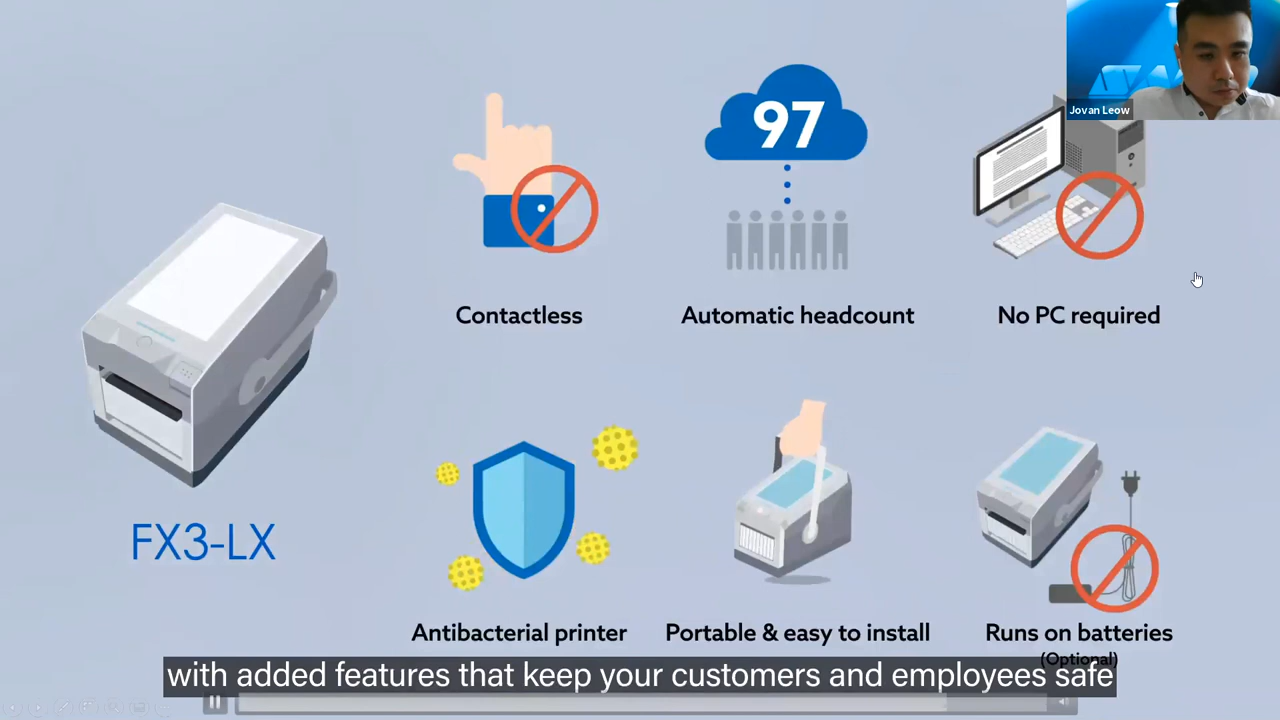 Jovan Leow
97
Contactless
Automatic headcount
No PC required
FX3-LX
Antibacterial printer
Portable & easy to install
Runs on batteries
(Optional)
with added features that keep your customers and employees safe